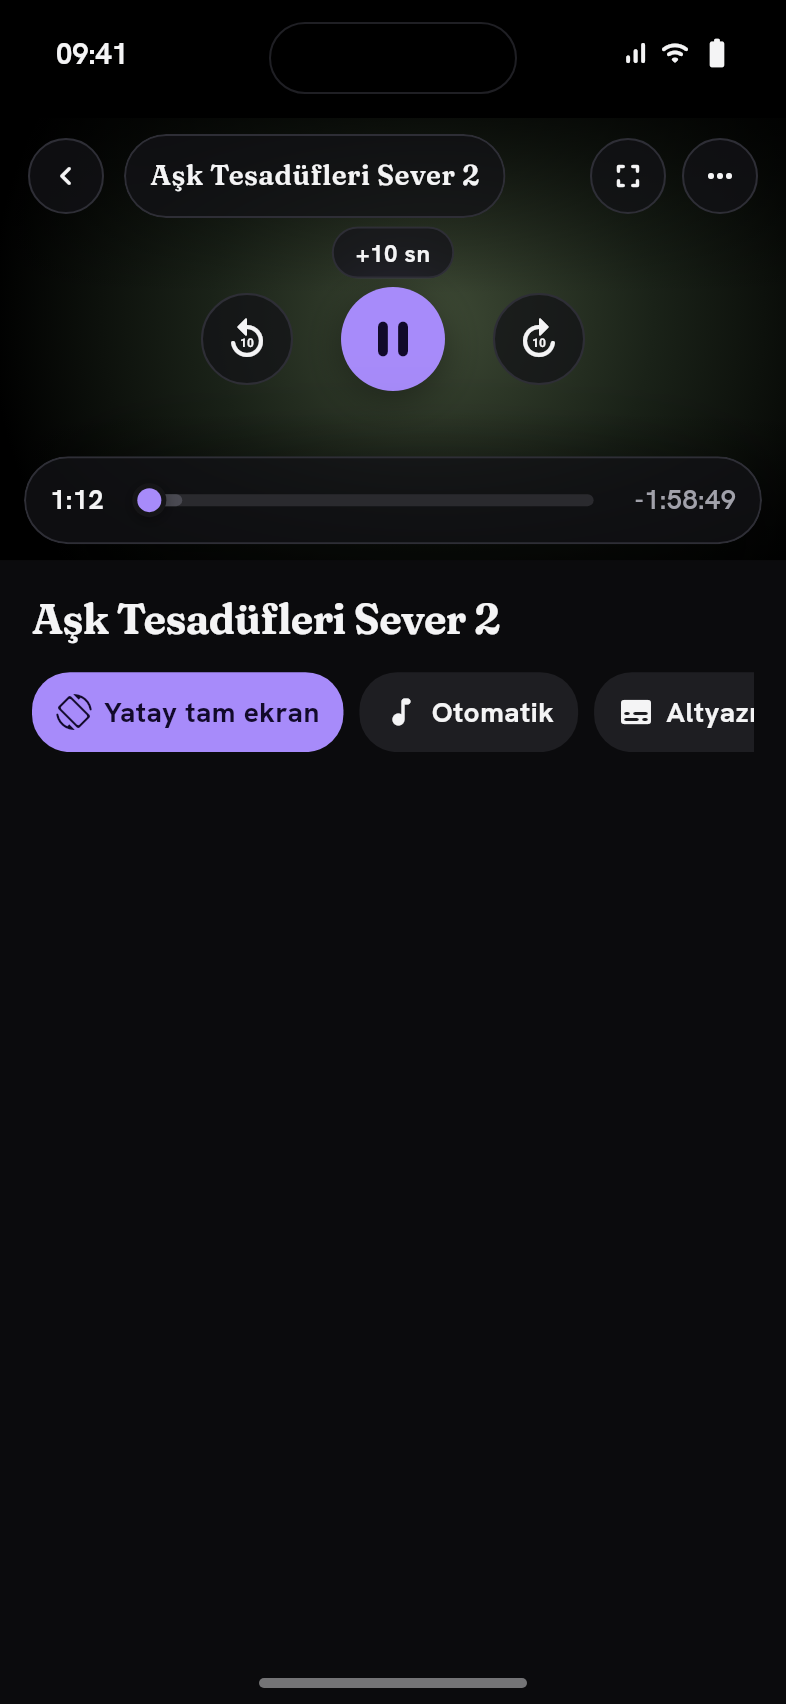 09:41
Aşk Tesadüfleri Sever 2
+10 sn
10
10
1:12
-1:58:49
Aşk Tesadüfleri Sever 2
Yatay tam ekran
Otomatik
Altyazı